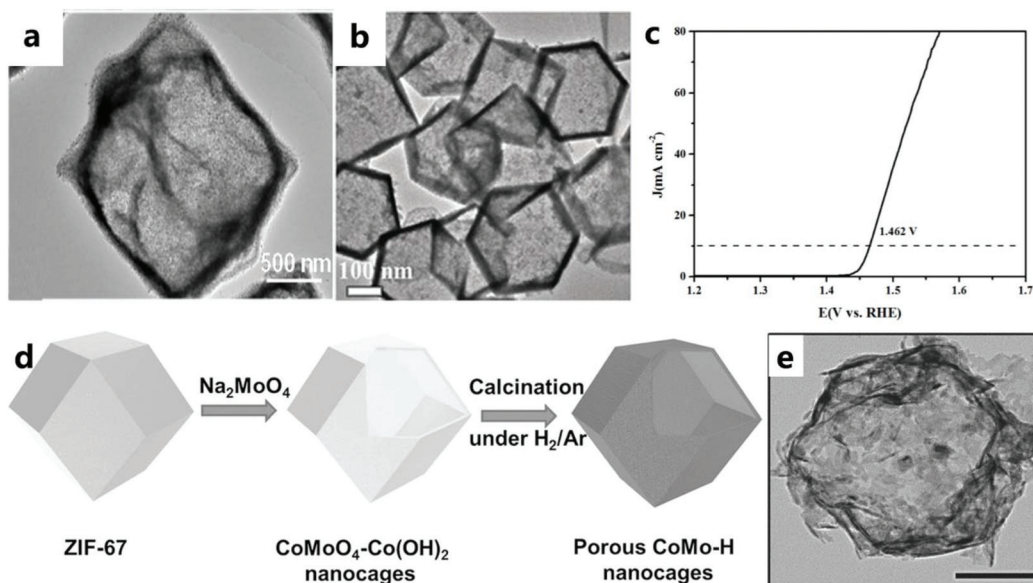 a
500 nm
b
100 nm
c
80
60
40
20
0
J(mA cm⁻²)
1.462 V
1.2 1.3 1.4 1.5 1.6 1.7
E(V vs. RHE)
d
Na₂MoO₄
Calcination
under H₂/Ar
ZIF-67
CoMoO₄-Co(OH)₂
nanocages
Porous CoMo-H
nanocages
e